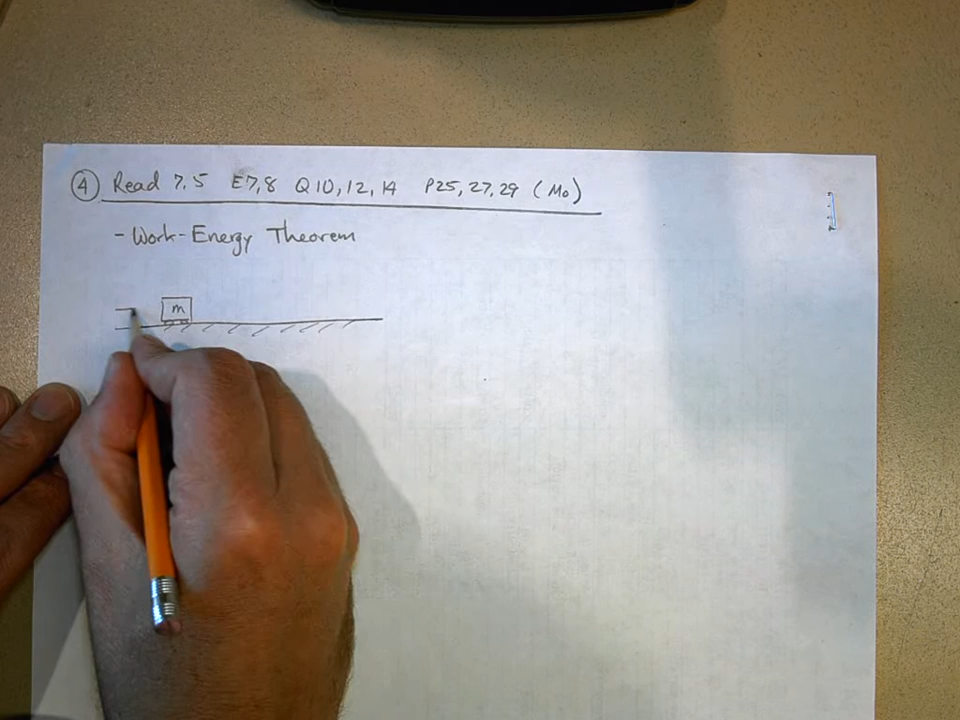 ④ Read 7.5 E7,8 Q10,12,14 P25,27,29 (Mo)
- Work-Energy Theorem
m